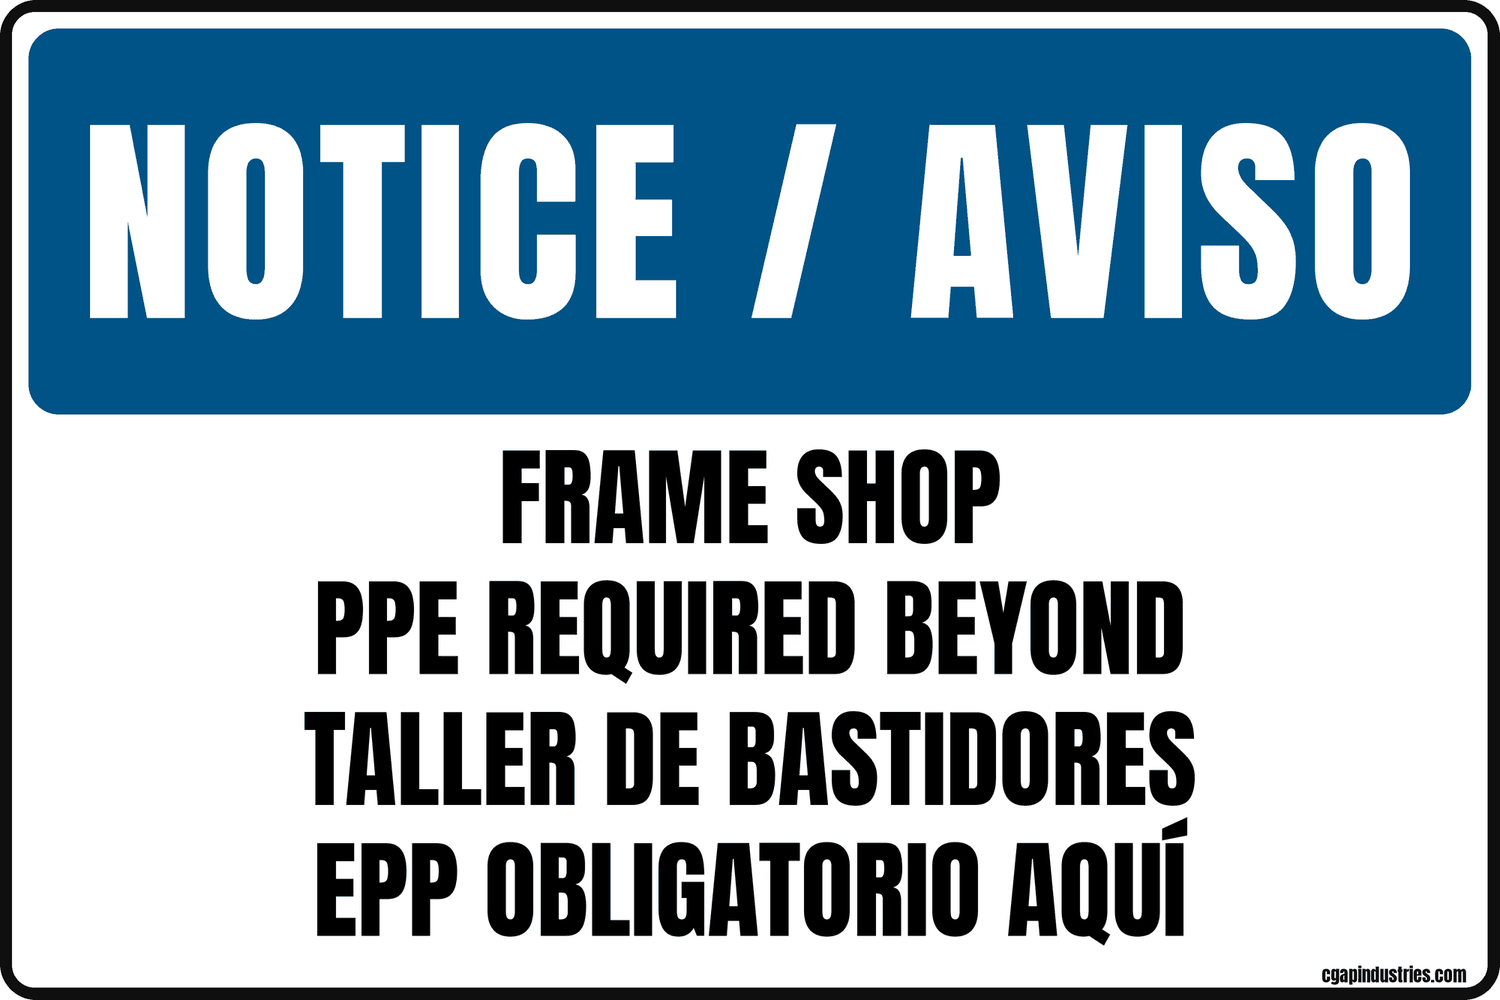 NOTICE / AVISO
FRAME SHOP
PPE REQUIRED BEYOND
TALLER DE BASTIDORES
EPP OBLIGATORIO AQUÍ
cgapindustries.com